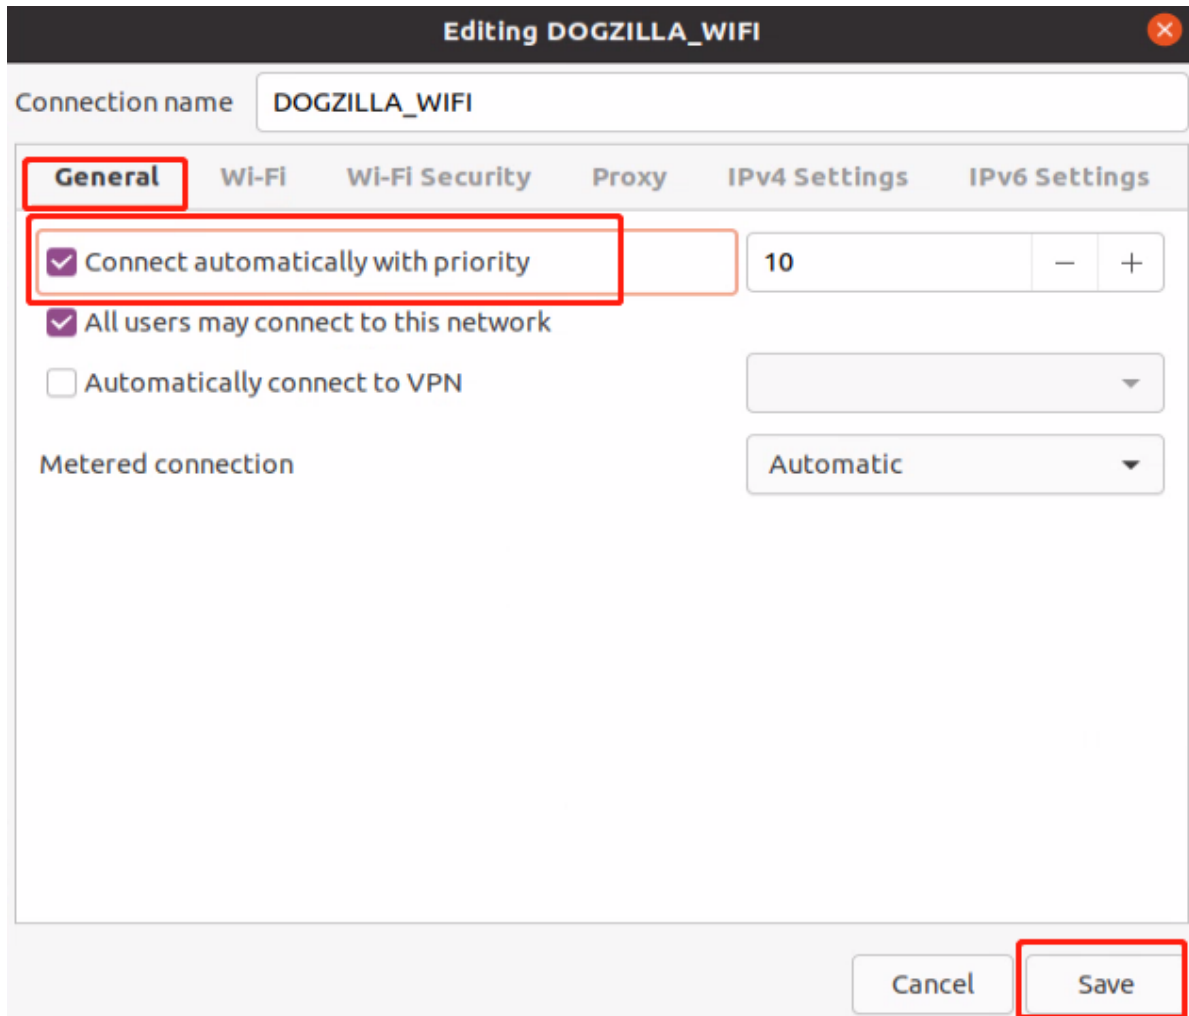 Editing DOGZILLA_WIFI
Connection name DOGZILLA_WIFI
General Wi-Fi Wi-Fi Security Proxy IPv4 Settings IPv6 Settings
Connect automatically with priority 10 — +
All users may connect to this network
Automatically connect to VPN
Metered connection Automatic
Cancel Save